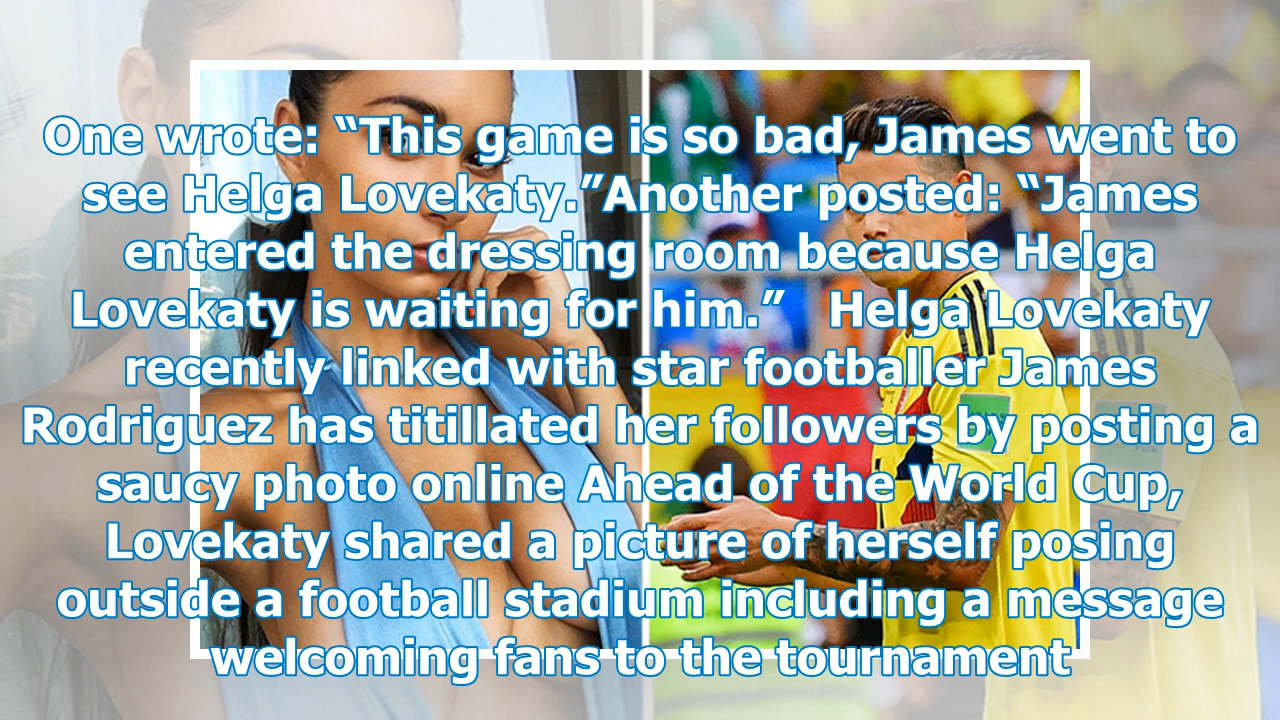 One wrote: “This game is so bad, James went to
see Helga Lovekaty.”Another posted: “James
entered the dressing room because Helga
Lovekaty is waiting for him.”   Helga Lovekaty
recently linked with star footballer James
Rodriguez has titillated her followers by posting a
saucy photo online Ahead of the World Cup,
Lovekaty shared a picture of herself posing
outside a football stadium including a message
welcoming fans to the tournament